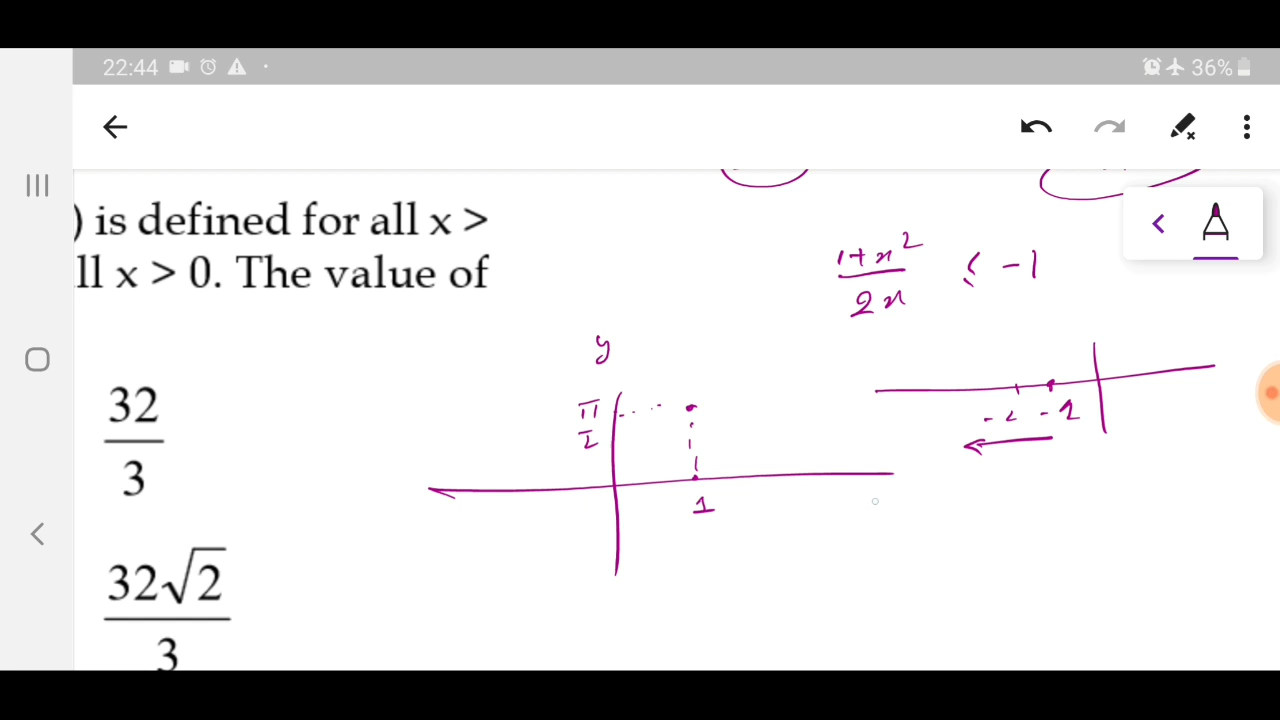 22:44 36%
) is defined for all x >
ll x > 0. The value of
32
3
32√2
3
1+x²
2x
≤ -1
y
π
2
1
-2 -1